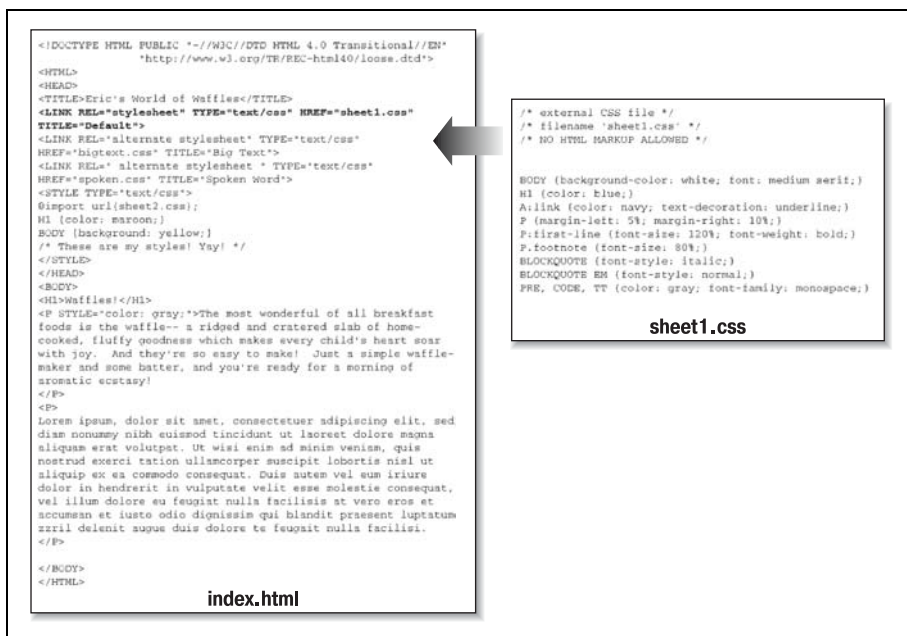 <!DOCTYPE HTML PUBLIC "-//W3C//DTD HTML 4.0 Transitional//EN"
"http://www.w3.org/TR/REC-html40/loose.dtd">
<HTML>
<HEAD>
<TITLE>Eric's World of Waffles</TITLE>
<LINK REL="stylesheet" TYPE="text/css" HREF="sheet1.css"
TITLE="Default">
<LINK REL="alternate stylesheet" TYPE="text/css"
HREF="bigtext.css" TITLE="Big Text">
<LINK REL=" alternate stylesheet " TYPE="text/css"
HREF="spoken.css" TITLE="Spoken Word">
<STYLE TYPE="text/css">
@import url{sheet2.css};
H1 {color: maroon;}
BODY {background: yellow;}
/* These are my styles! Yay! */
</STYLE>
</HEAD>
<BODY>
<H1>Waffles!</H1>
<P STYLE="color: gray;">The most wonderful of all breakfast
foods is the waffle-- a ridged and cratered slab of home-
cooked, fluffy goodness which makes every child's heart soar
with joy. And they're so easy to make! Just a simple waffle-
maker and some batter, and you're ready for a morning of
aromatic ecstasy!
</P>
<P>
Lorem ipsum, dolor sit amet, consectetuer adipiscing elit, sed
diam nonummy nibh euismod tincidunt ut laoreet dolore magna
aliquam erat volutpat. Ut wisi enim ad minim veniam, quis
nostrud exerci tation ullamcorper suscipit lobortis nisl ut
aliquip ex ea commodo consequat. Duis autem vel eum iriure
dolor in hendrerit in vulputate velit esse molestie consequat,
vel illum dolore eu feugiat nulla facilisis at vero eros et
accumsan et iusto odio dignissim qui blandit praesent luptatum
zzril delenit augue duis dolore te feugait nulla facilisi.
</P>
</BODY>
</HTML>
index.html
/* external CSS file */
/* filename 'sheet1.css' */
/* NO HTML MARKUP ALLOWED */
BODY {background-color: white; font: medium serif;}
H1 {color: blue;}
A:link {color: navy; text-decoration: underline;}
P {margin-left: 5%; margin-right: 10%;}
P:first-line {font-size: 120%; font-weight: bold;}
P.footnote {font-size: 80%;}
BLOCKQUOTE {font-style: italic;}
BLOCKQUOTE EM {font-style: normal;}
PRE, CODE, TT {color: gray; font-family: monospace;}
sheet1.css